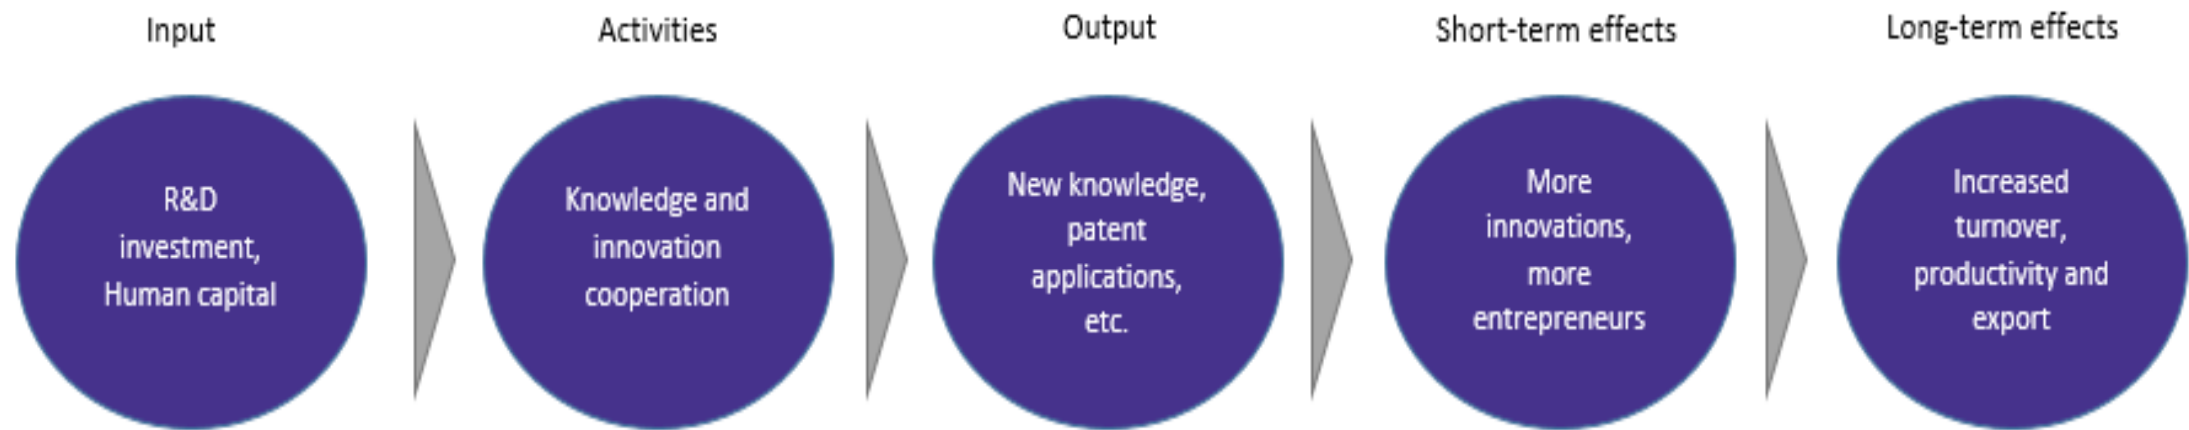 Input
Activities
Output
Short-term effects
Long-term effects
R&D
investment,
Human capital
Knowledge and
innovation
cooperation
New knowledge,
patent
applications,
etc.
More
innovations,
more
entrepreneurs
Increased
turnover,
productivity and
export